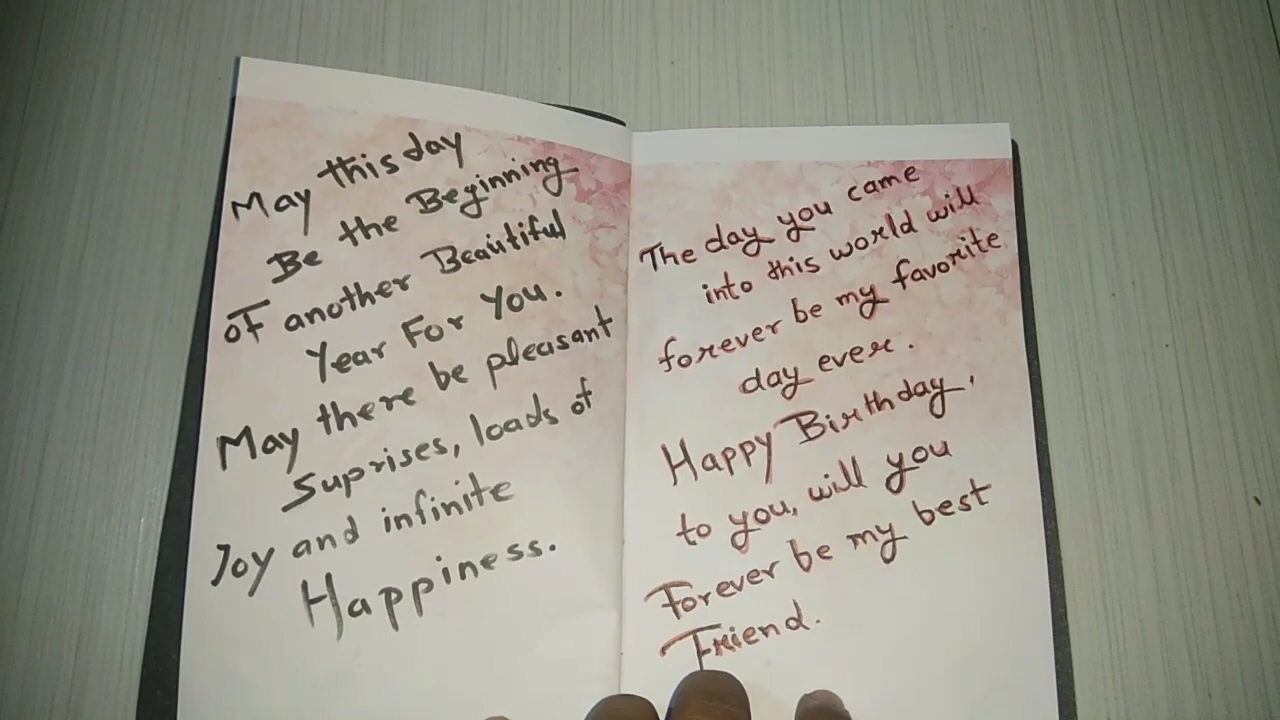 May this day
Be the Beginning
of another Beautiful
Year For You.
May there be pleasant
Suprises, loads of
Joy and infinite
Happiness.
The day you came
into this world will
forever be my favorite
day ever.
Happy Birthday,
to you, will you
Forever be my best
Friend.